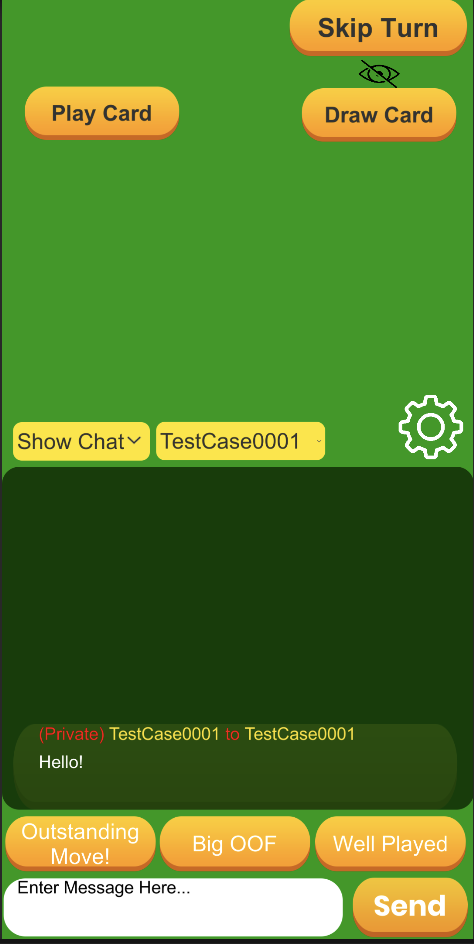 Skip Turn
Play Card
Draw Card
Show Chat
TestCase0001
(Private) TestCase0001 to TestCase0001
Hello!
Outstanding
Move!
Big OOF
Well Played
Enter Message Here...
Send